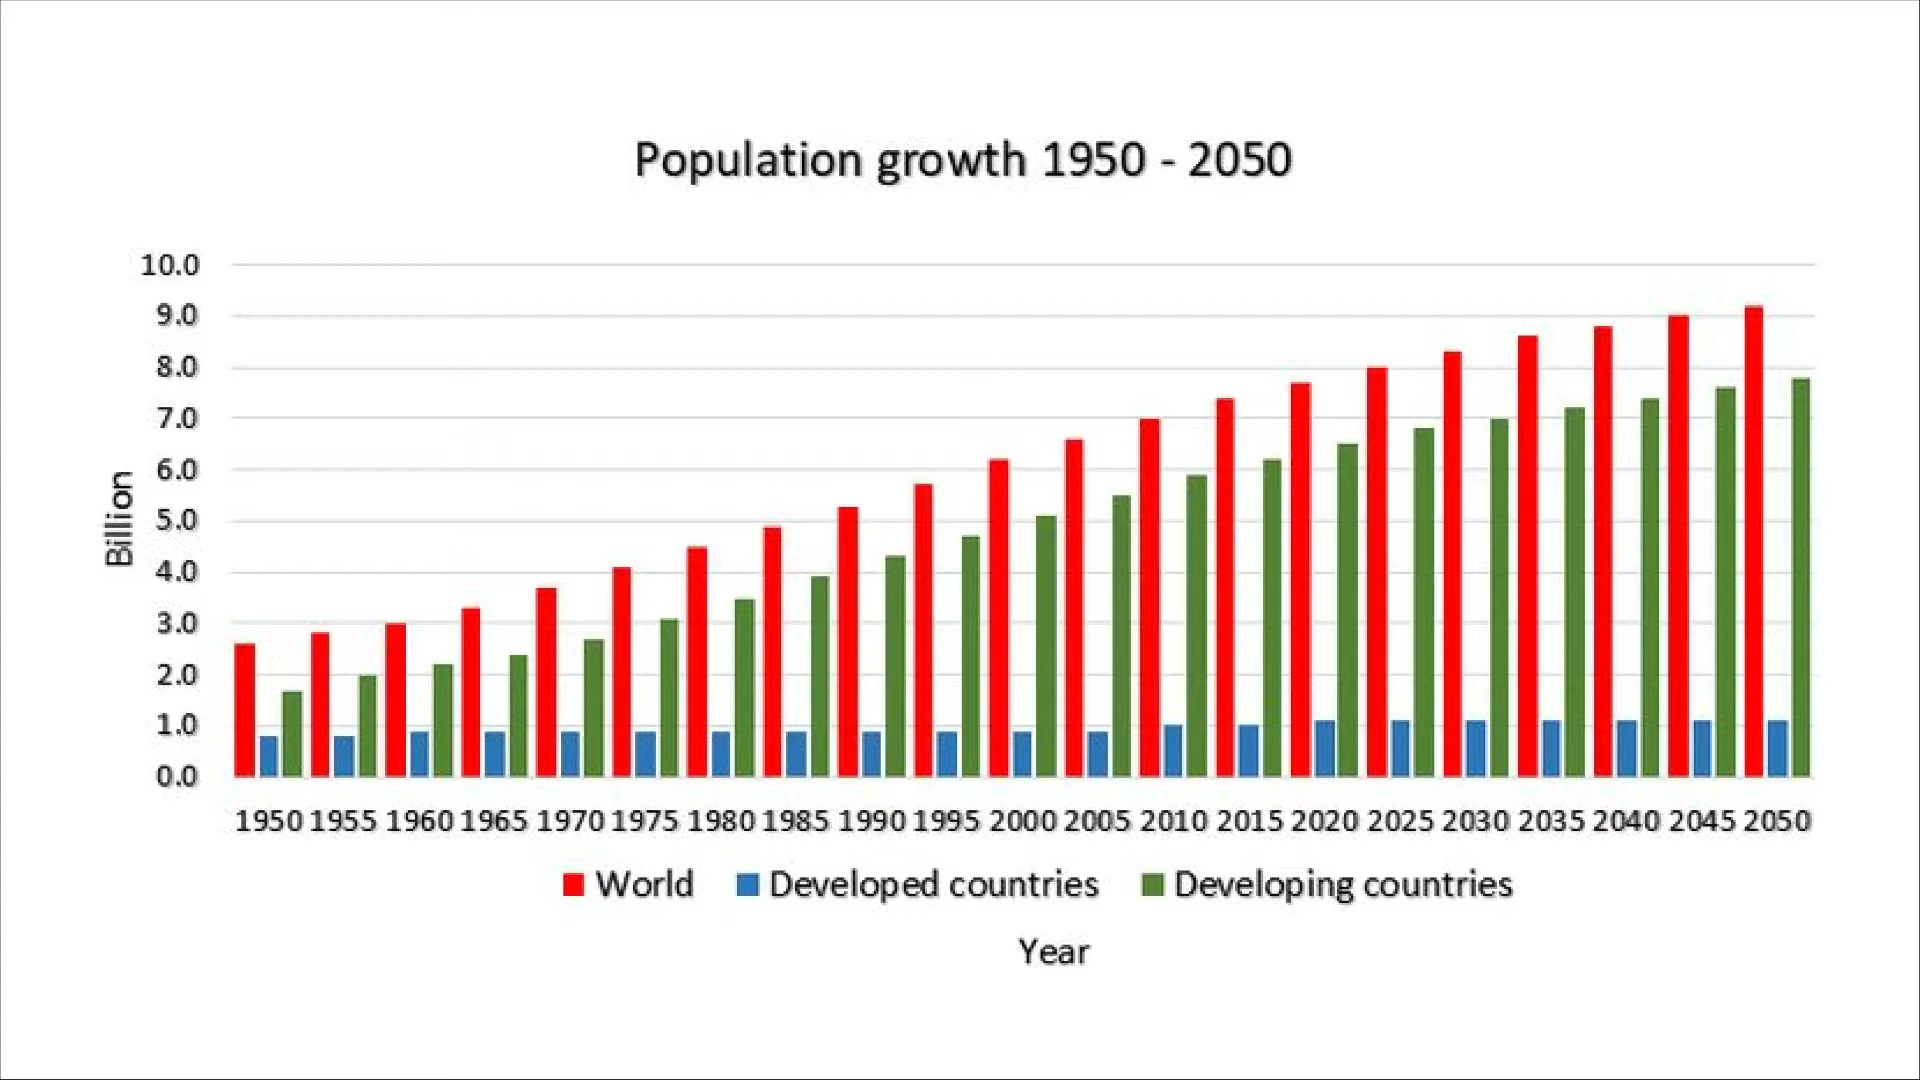 Population growth 1950 - 2050
10.0
9.0
8.0
7.0
6.0
5.0
4.0
3.0
2.0
1.0
0.0
Billion
1950 1955 1960 1965 1970 1975 1980 1985 1990 1995 2000 2005 2010 2015 2020 2025 2030 2035 2040 2045 2050
World Developed countries Developing countries
Year